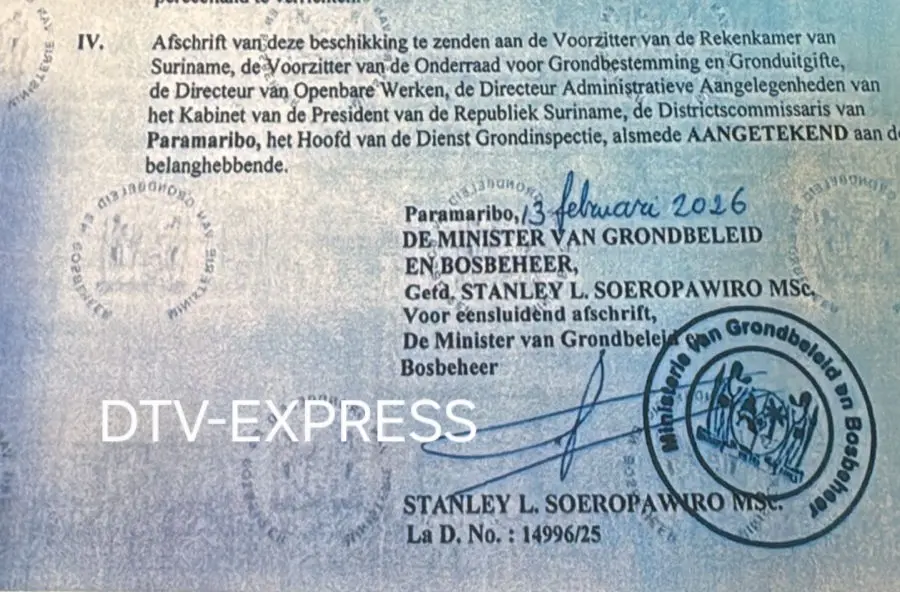 IV. Afschrift van deze beschikking te zenden aan de Voorzitter van de Rekenkamer van
Suriname, de Voorzitter van de Onderraad voor Grondbestemming en Gronduitgifte,
de Directeur van Openbare Werken, de Directeur Administratieve Aangelegenheden van
het Kabinet van de President van de Republiek Suriname, de Districtscommissaris van
Paramaribo, het Hoofd van de Dienst Grondinspectie, alsmede AANGETEKEND aan
belanghebbende.
Paramaribo, 13 februari 2026
DE MINISTER VAN GRONDBELEID
EN BOSBEHEER,
Getd. STANLEY L. SOEROPAWIRO MSc.
Voor eensluidend afschrift,
De Minister van Grondbeleid
Bosbeheer
Ministerie van Grondbeleid en Bosbeheer
DTV-EXPRESS
STANLEY L. SOEROPAWIRO MSc.
La D. No. : 14996/25